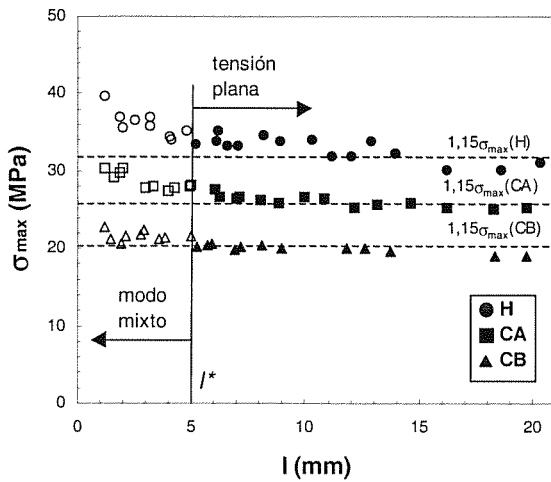 50
40
30
20
10
0
σmax (MPa)
tensión
plana
1,15σmax(H)
1,15σmax(CA)
1,15σmax(CB)
modo
mixto
l*
H
CA
CB
0
5
10
15
20
l (mm)